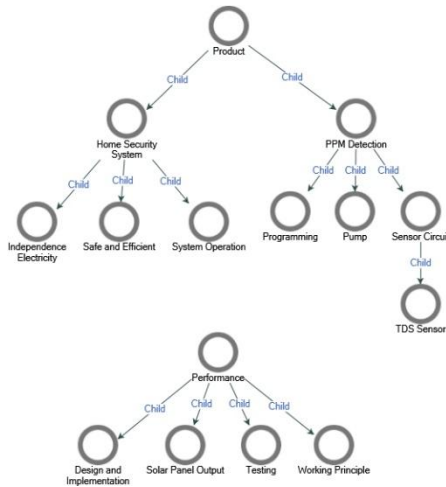 Product
Child
Child
Home Security
System
PPM Detection
Child
Child
Child
Child
Child
Child
Independence
Electricity
Safe and Efficient
System Operation
Programming
Pump
Sensor Circui
Child
TDS Sensor
Performance
Child
Child
Child
Child
Design and
Implementation
Solar Panel Output
Testing
Working Principle